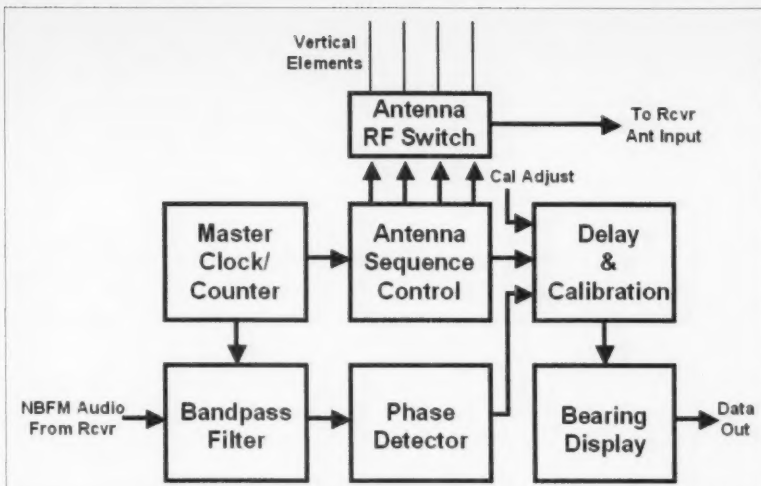 Vertical
Elements
Antenna
RF Switch
To Rcvr
Ant Input
Cal Adjust
Master
Clock/
Counter
Antenna
Sequence
Control
Delay
&
Calibration
NBFM Audio
From Rcvr
Bandpass
Filter
Phase
Detector
Bearing
Display
Data
Out